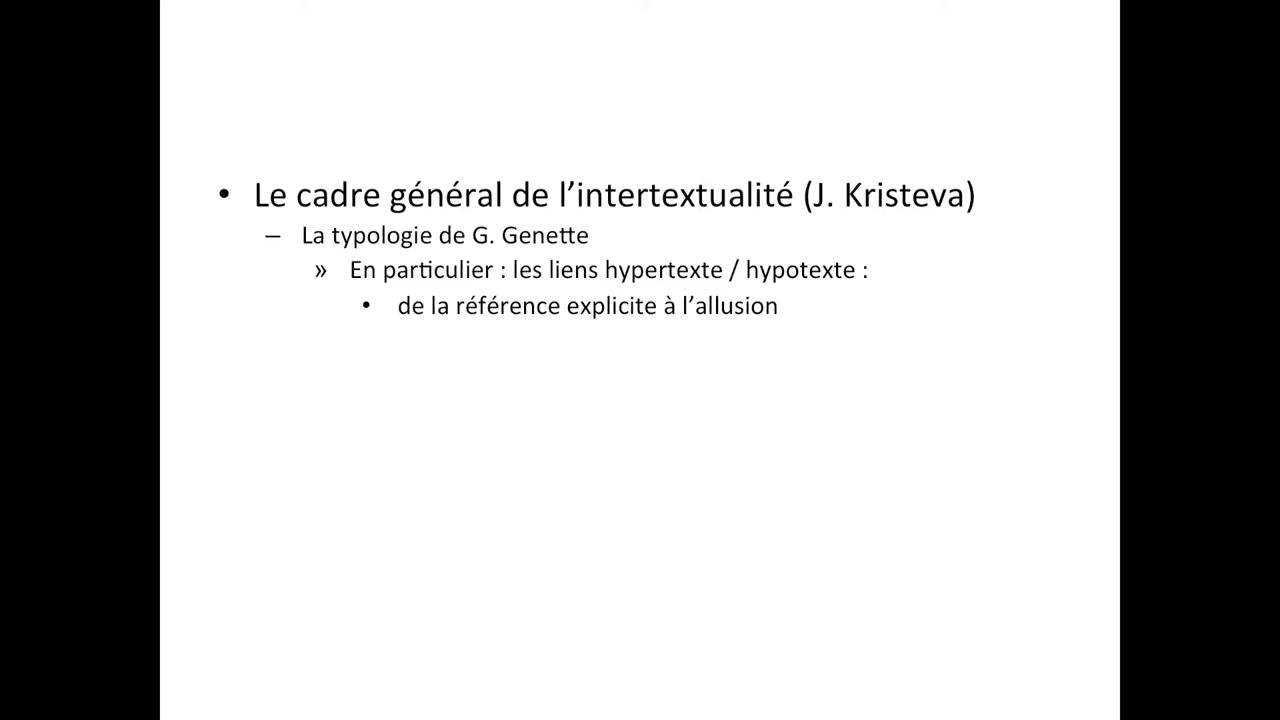 • Le cadre général de l’intertextualité (J. Kristeva)
– La typologie de G. Genette
» En particulier : les liens hypertexte / hypotexte :
• de la référence explicite à l’allusion